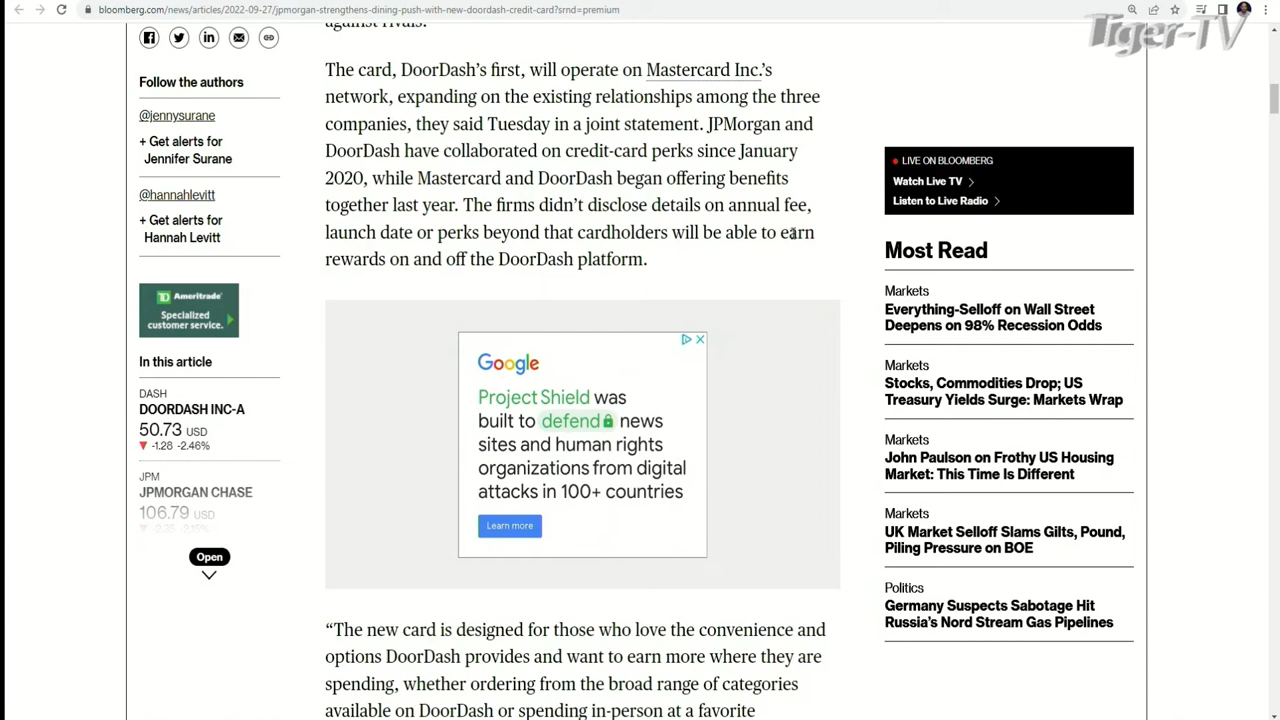 bloomberg.com/news/articles/2022-09-27/jpmorgan-strengthens-dining-push-with-new-doordash-credit-card?srnd=premium
Tiger-TV
against rivals.
The card, DoorDash's first, will operate on Mastercard Inc.'s
network, expanding on the existing relationships among the three
companies, they said Tuesday in a joint statement. JPMorgan and
DoorDash have collaborated on credit-card perks since January
2020, while Mastercard and DoorDash began offering benefits
together last year. The firms didn't disclose details on annual fee,
launch date or perks beyond that cardholders will be able to earn
rewards on and off the DoorDash platform.
Follow the authors
@jennysurane
+ Get alerts for
Jennifer Surane
@hannahlevitt
+ Get alerts for
Hannah Levitt
TD Ameritrade
Specialized
customer service.
In this article
DASH
DOORDASH INC-A
50.73 USD
▼ -1.28 -2.46%
JPM
JPMORGAN CHASE
106.79 USD
Open
Google
Project Shield was
built to defend news
sites and human rights
organizations from digital
attacks in 100+ countries
Learn more
“The new card is designed for those who love the convenience and
options DoorDash provides and want to earn more where they are
spending, whether ordering from the broad range of categories
available on DoorDash or spending in-person at a favorite
LIVE ON BLOOMBERG
Watch Live TV
Listen to Live Radio
Most Read
Markets
Everything-Selloff on Wall Street
Deepens on 98% Recession Odds
Markets
Stocks, Commodities Drop; US
Treasury Yields Surge: Markets Wrap
Markets
John Paulson on Frothy US Housing
Market: This Time Is Different
Markets
UK Market Selloff Slams Gilts, Pound,
Piling Pressure on BOE
Politics
Germany Suspects Sabotage Hit
Russia's Nord Stream Gas Pipelines